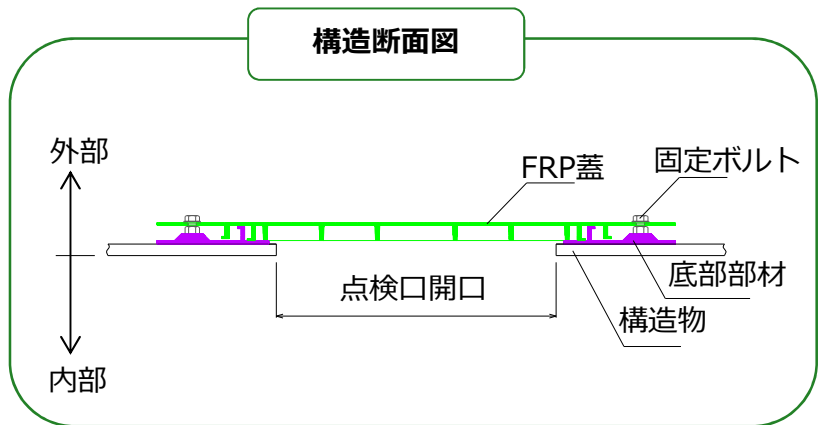 構造断面図
外部
FRP蓋
固定ボルト
底部部材
点検口開口
構造物
内部